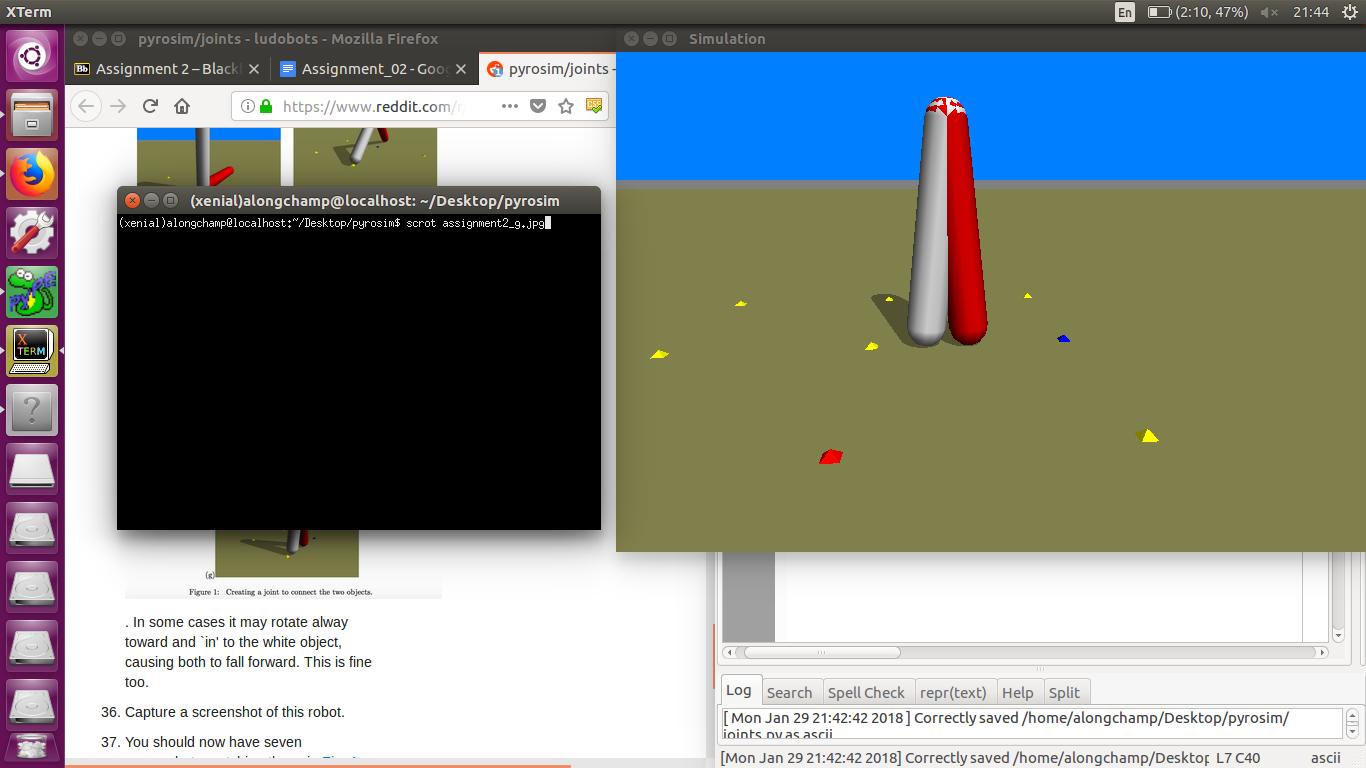 XTerm
En
(2:10, 47%)
21:44
pyrosim/joints - ludobots - Mozilla Firefox
Simulation
Bb Assignment 2 – Black
Assignment_02 - Goo
pyrosim/joints -
https://www.reddit.com/
(xenial)alongchamp@localhost: ~/Desktop/pyrosim
(xenial)alongchamp@localhost:~/Desktop/pyrosim$ scrot assignment2_g.jpg
X
TERM
?
(g)
Figure 1: Creating a joint to connect the two objects.
. In some cases it may rotate alway
toward and `in' to the white object,
causing both to fall forward. This is fine
too.
36. Capture a screenshot of this robot.
37. You should now have seven
Log
Search
Spell Check
repr(text)
Help
Split
[ Mon Jan 29 21:42:42 2018 ] Correctly saved /home/alongchamp/Desktop/pyrosim/
joints.py as ascii
[Mon Jan 29 21:42:42 2018] Correctly saved /home/alongchamp/Desktop
L7 C40
ascii